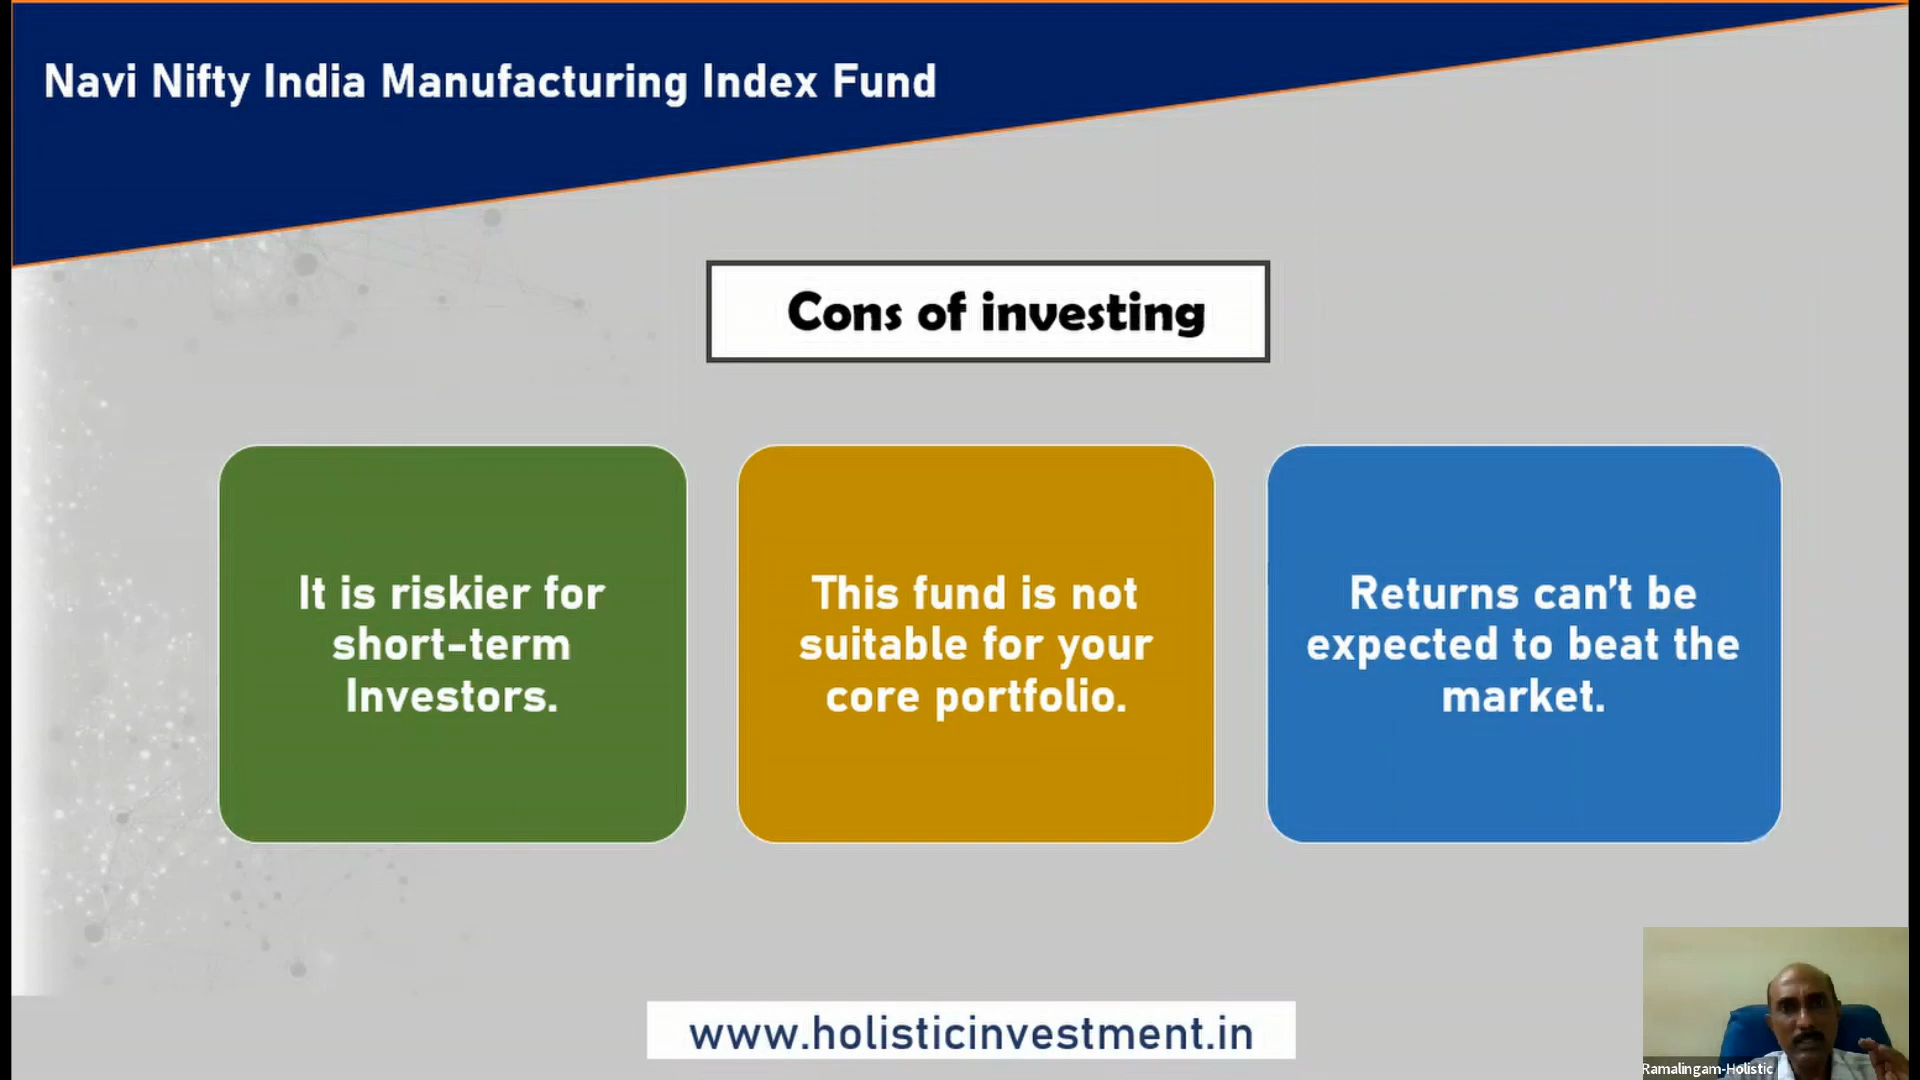 Navi Nifty India Manufacturing Index Fund
Cons of investing
It is riskier for
short-term
Investors.
This fund is not
suitable for your
core portfolio.
Returns can't be
expected to beat the
market.
www.holisticinvestment.in
Ramalingam-Holistic